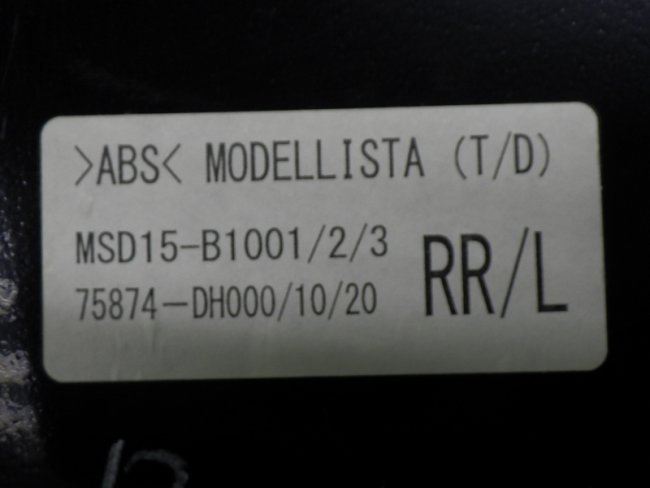 >ABS< MODELLISTA (T/D)
MSD15-B1001/2/3
75874-DH000/10/20
RR/L